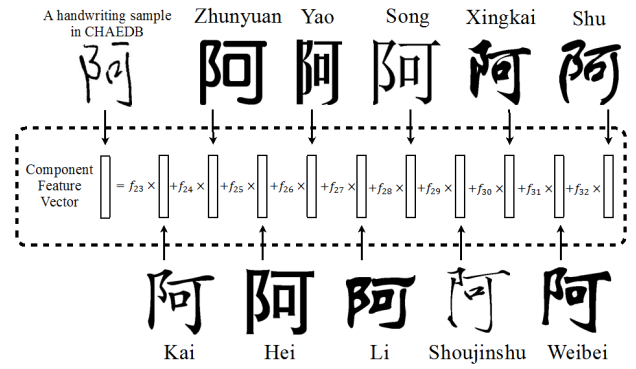 A handwriting sample
in CHAEDB
Zhunyuan
Yao
Song
Xingkai
Shu
阿
阿
阿
阿
阿
阿
Component
Feature
Vector
= f₂₃ × +f₂₄ × +f₂₅ × +f₂₆ × +f₂₇ × +f₂₈ × +f₂₉ × +f₃₀ × +f₃₁ × +f₃₂ ×
阿
阿
阿
阿
阿
Kai
Hei
Li
Shoujinshu
Weibei